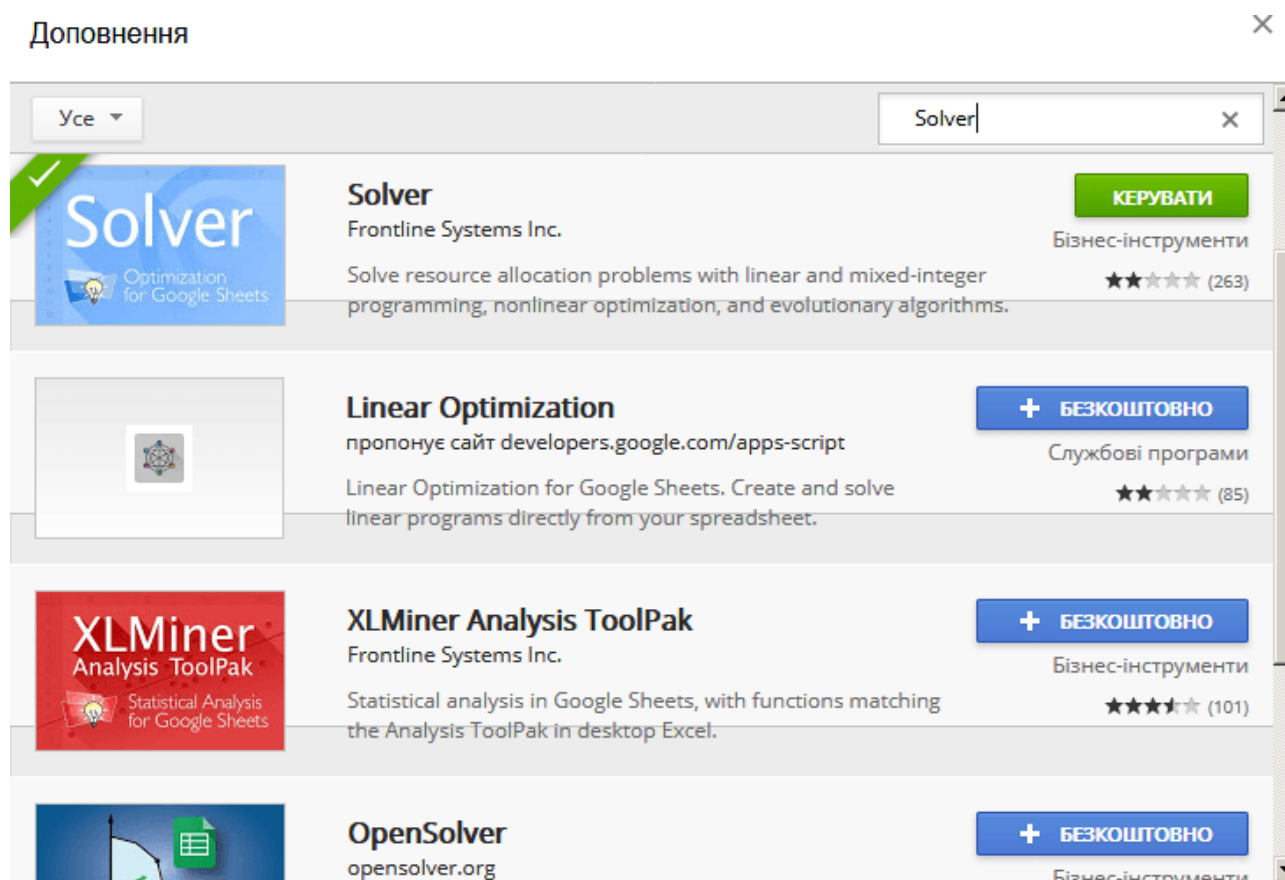 Доповнення
Усе
Solver
Solver
Optimization
for Google Sheets
Solver
Frontline Systems Inc.
Solve resource allocation problems with linear and mixed-integer
programming, nonlinear optimization, and evolutionary algorithms.
КЕРУВАТИ
Бізнес-інструменти
(263)
Linear Optimization
пропонує сайт developers.google.com/apps-script
Linear Optimization for Google Sheets. Create and solve
linear programs directly from your spreadsheet.
БЕЗКОШТОВНО
Службові програми
(85)
XLMiner
Analysis ToolPak
Statistical Analysis
for Google Sheets
XLMiner Analysis ToolPak
Frontline Systems Inc.
Statistical analysis in Google Sheets, with functions matching
the Analysis ToolPak in desktop Excel.
БЕЗКОШТОВНО
Бізнес-інструменти
(101)
OpenSolver
opensolver.org
БЕЗКОШТОВНО
Бізнес-інструменти